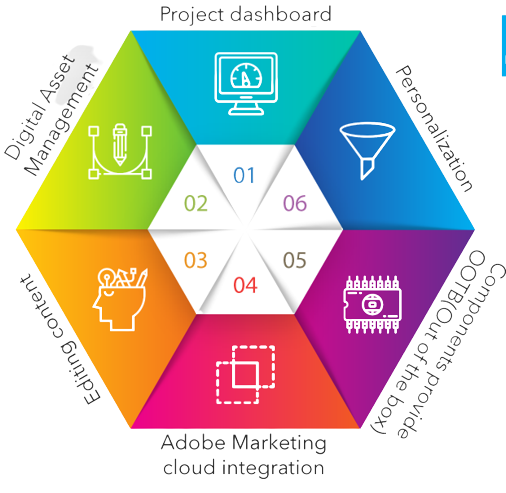 Project dashboard
Digital Asset
Management
Personalization
01
02
06
03
05
04
Editing content
Components provide
OOTB(Out of the box)
Adobe Marketing
cloud integration